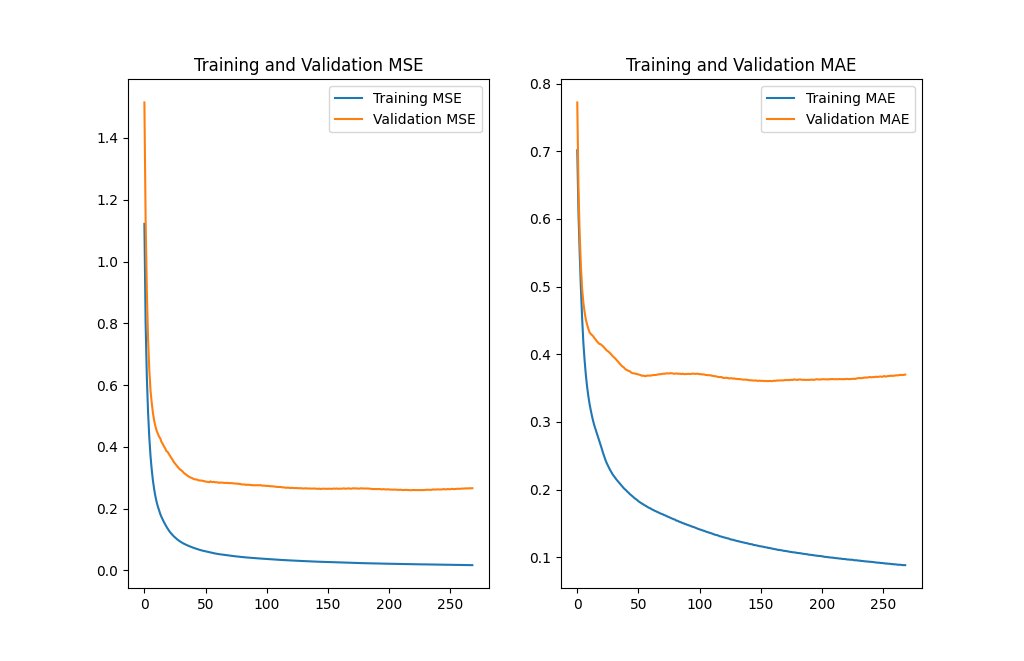 Training and Validation MSE
Training MSE
Validation MSE
1.4
1.2
1.0
0.8
0.6
0.4
0.2
0.0
0 50 100 150 200 250
Training and Validation MAE
Training MAE
Validation MAE
0.8
0.7
0.6
0.5
0.4
0.3
0.2
0.1
0 50 100 150 200 250